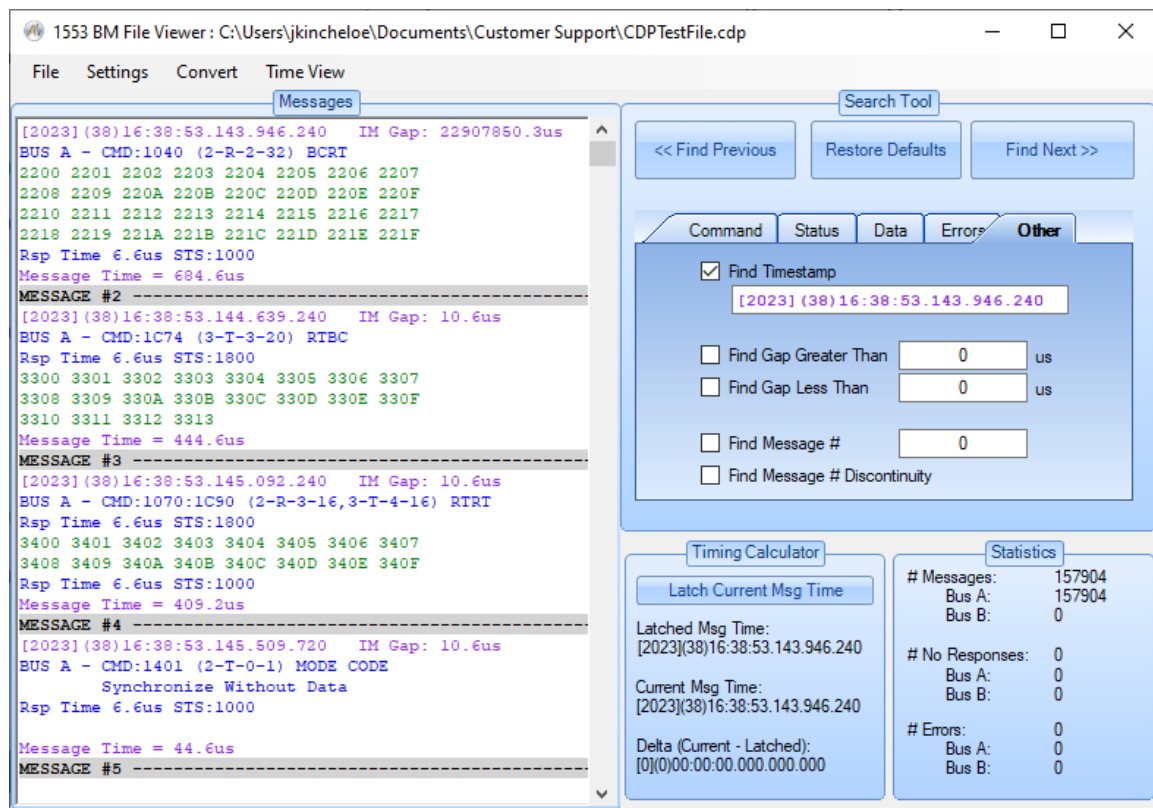 1553 BM File Viewer : C:\Users\jkincheloe\Documents\Customer Support\CDPTestFile.cdp
File Settings Convert Time View
Messages
[2023](38)16:38:53.143.946.240 IM Gap: 22907850.3us
BUS A - CMD:1040 (2-R-2-32) BCRT
2200 2201 2202 2203 2204 2205 2206 2207
2208 2209 220A 220B 220C 220D 220E 220F
2210 2211 2212 2213 2214 2215 2216 2217
2218 2219 221A 221B 221C 221D 221E 221F
Rsp Time 6.6us STS:1000
Message Time = 684.6us
MESSAGE #2 --------------------------------------------
[2023](38)16:38:53.144.639.240 IM Gap: 10.6us
BUS A - CMD:1C74 (3-T-3-20) RTBC
Rsp Time 6.6us STS:1800
3300 3301 3302 3303 3304 3305 3306 3307
3308 3309 330A 330B 330C 330D 330E 330F
3310 3311 3312 3313
Message Time = 444.6us
MESSAGE #3 --------------------------------------------
[2023](38)16:38:53.145.092.240 IM Gap: 10.6us
BUS A - CMD:1070:1C90 (2-R-3-16,3-T-4-16) RTRT
Rsp Time 6.6us STS:1800
3400 3401 3402 3403 3404 3405 3406 3407
3408 3409 340A 340B 340C 340D 340E 340F
Rsp Time 6.6us STS:1000
Message Time = 409.2us
MESSAGE #4 --------------------------------------------
[2023](38)16:38:53.145.509.720 IM Gap: 10.6us
BUS A - CMD:1401 (2-T-0-1) MODE CODE
Synchronize Without Data
Rsp Time 6.6us STS:1000
Message Time = 44.6us
MESSAGE #5 --------------------------------------------
Search Tool
<< Find Previous Restore Defaults Find Next >>
Command Status Data Errors Other
Find Timestamp
[2023](38)16:38:53.143.946.240
Find Gap Greater Than 0 us
Find Gap Less Than 0 us
Find Message # 0
Find Message # Discontinuity
Timing Calculator
Latch Current Msg Time
Latched Msg Time:
[2023](38)16:38:53.143.946.240
Current Msg Time:
[2023](38)16:38:53.143.946.240
Delta (Current - Latched):
[0](0)00:00:00.000.000.000
Statistics
# Messages: 157904
Bus A: 157904
Bus B: 0
# No Responses: 0
Bus A: 0
Bus B: 0
# Errors: 0
Bus A: 0
Bus B: 0